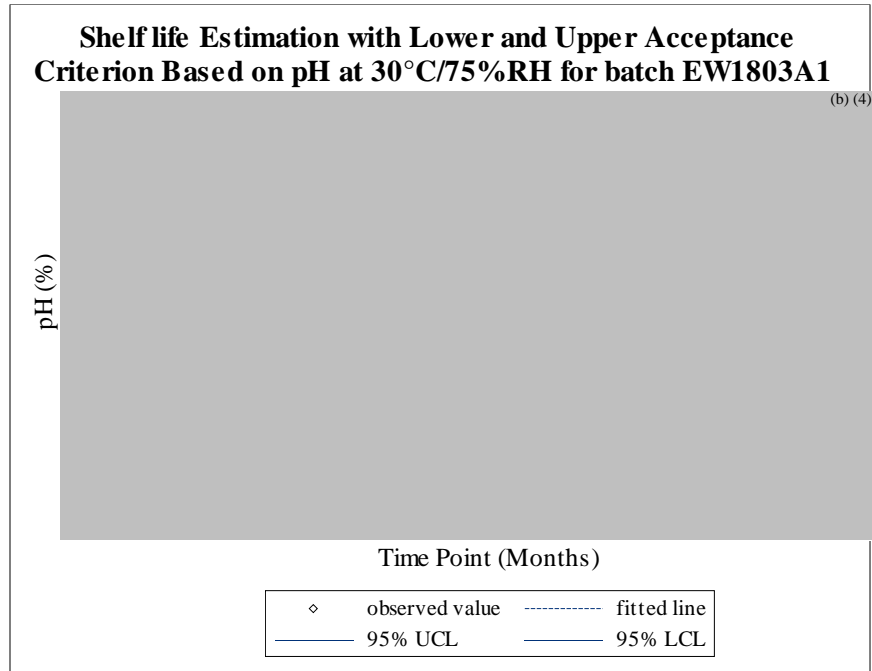 Shelf life Estimation with Lower and Upper Acceptance
Criterion Based on pH at 30°C/75%RH for batch EW1803A1
(b) (4)
pH (%)
Time Point (Months)
observed value fitted line
95% UCL 95% LCL